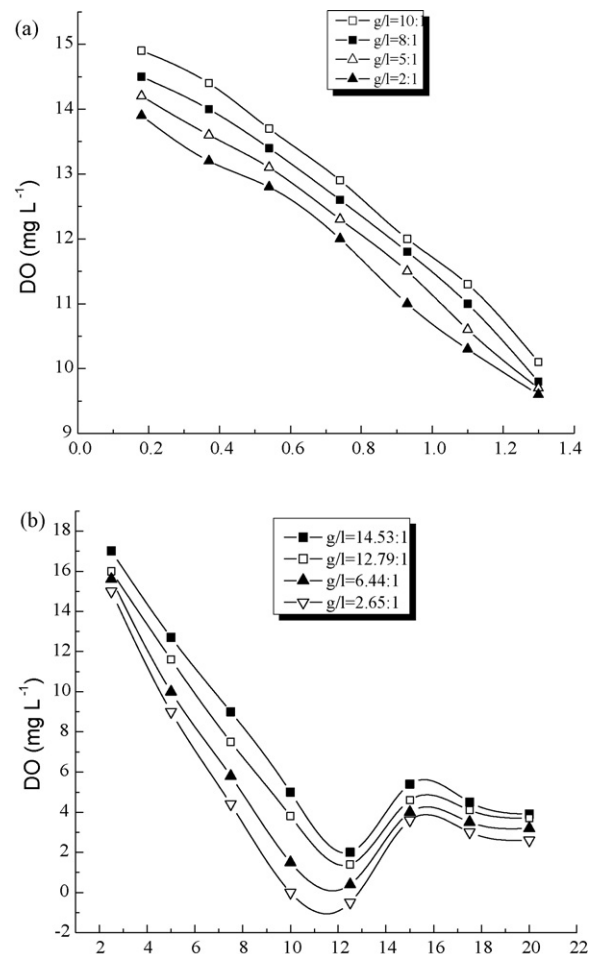 (a)
g/l=10:1
g/l=8:1
g/l=5:1
g/l=2:1
15
14
13
12
11
10
9
DO (mg L⁻¹)
0.0 0.2 0.4 0.6 0.8 1.0 1.2 1.4
(b)
g/l=14.53:1
g/l=12.79:1
g/l=6.44:1
g/l=2.65:1
18
16
14
12
10
8
6
4
2
0
-2
DO (mg L⁻¹)
2 4 6 8 10 12 14 16 18 20 22